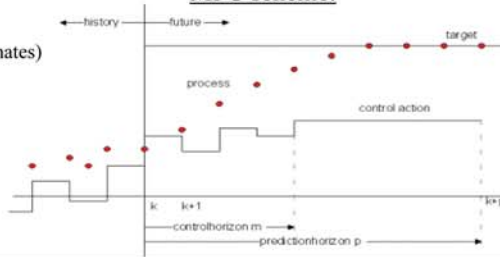 history
future
target
nates)
process
control action
k
k+1
controlhorizon m
predictionhorizon p